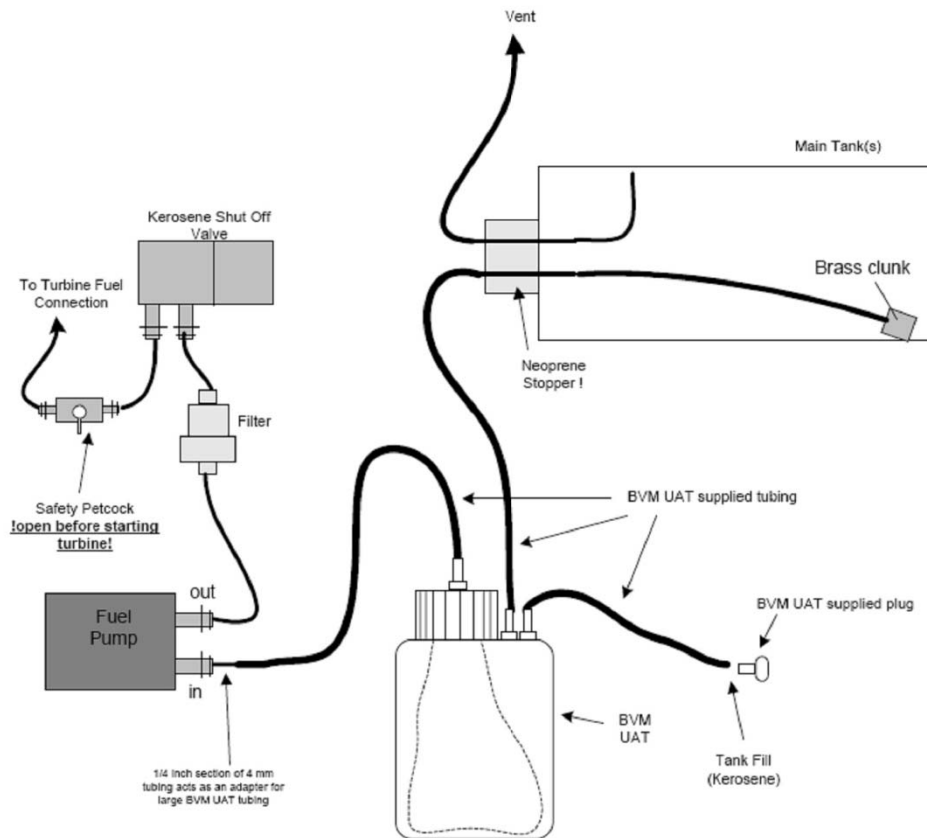 Vent
Main Tank(s)
Kerosene Shut Off
Valve
To Turbine Fuel
Connection
Brass clunk
Neoprene
Stopper !
Filter
Safety Petcock
!open before starting
turbine!
BVM UAT supplied tubing
out
Fuel
Pump
in
BVM UAT supplied plug
BVM
UAT
Tank Fill
(Kerosene)
1/4 inch section of 4 mm
tubing acts as an adapter for
large BVM UAT tubing